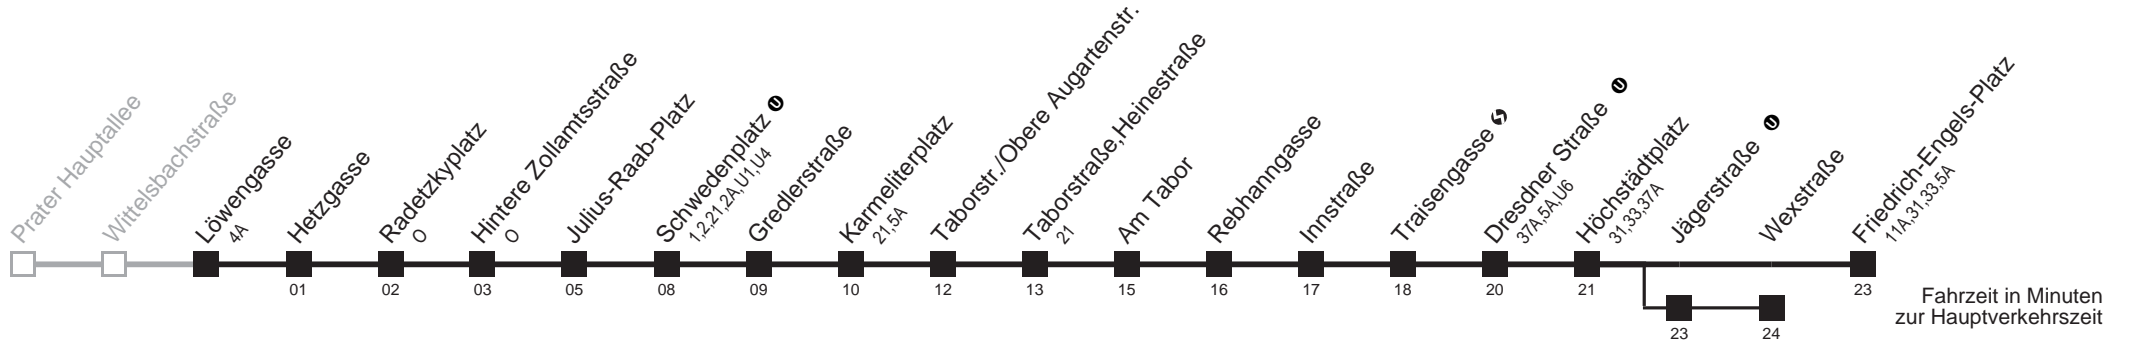 Prater Hauptallee
Wittelsbachstraße
Löwengasse
4A
Hetzgasse
Radetzkyplatz
O
Hintere Zollamtsstraße
O
Julius-Raab-Platz
Schwedenplatz U
1,2,21,2A,U1,U4
Gredlerstraße
Karmeliterplatz
21,5A
Taborstr./Obere Augartenstr.
Taborstraße,Heinestraße
21
Am Tabor
Rebhanngasse
Innstraße
Traisengasse
Dresdner Straße U
37A,5A,U6
Höchstädtplatz
31,33,37A
Jägerstraße U
Wexstraße
Friedrich-Engels-Platz
11A,31,33,5A
01 02 03 05 08 09 10 12 13 15 16 17 18 20 21 23
23 24
Fahrzeit in Minuten
zur Hauptverkehrszeit